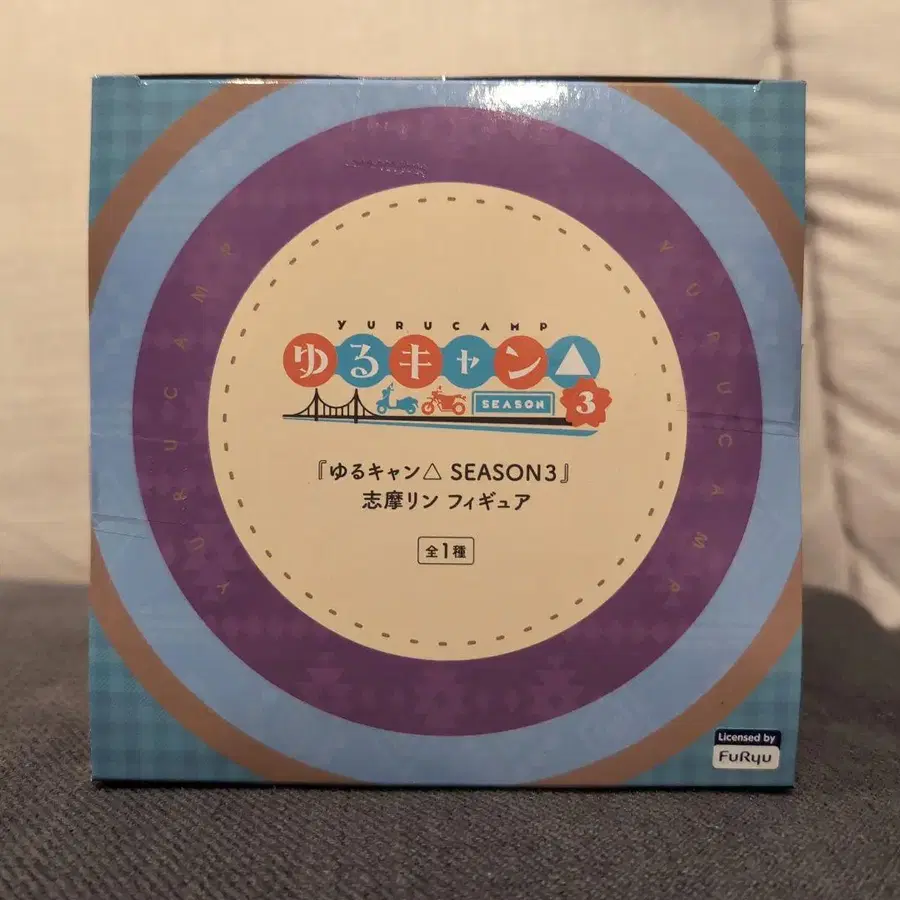 YURUCAMP
ゆるキャン△
SEASON 3
『ゆるキャン△ SEASON3』
志摩リン フィギュア
全1種
YURUCAMP
YURUCAMP
Licensed by
FuRyu